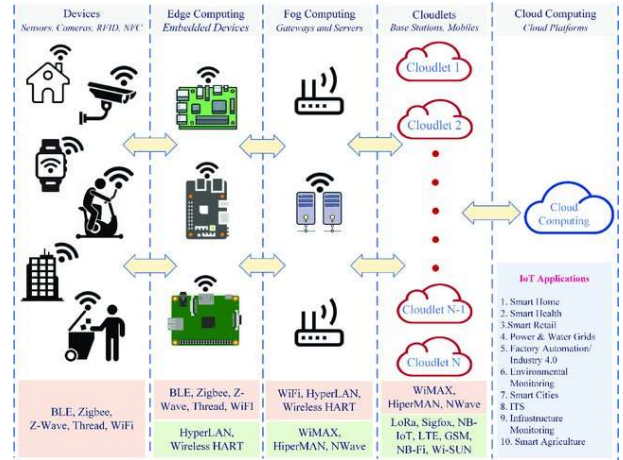 Devices
Sensors, Cameras, RFID, NFC
Edge Computing
Embedded Devices
Fog Computing
Gateways and Servers
Cloudlets
Base Stations, Mobiles
Cloud Computing
Cloud Platforms
Cloudlet 1
Cloudlet 2
Cloudlet N-1
Cloudlet N
Cloud
Computing
IoT Applications
1. Smart Home
2. Smart Health
3.Smart Retail
4. Power & Water Grids
5. Factory Automation/
Industry 4.0
6. Environmental
Monitoring
7. Smart Cities
8. ITS
9. Infrastructure
Monitoring
10. Smart Agriculture
BLE, Zigbee,
Z-Wave, Thread, WiFi
BLE, Zigbee, Z-
Wave, Thread, WiFI
HyperLAN,
Wireless HART
WiFi, HyperLAN,
Wireless HART
WiMAX,
HiperMAN, NWave
WiMAX,
HiperMAN, NWave
LoRa, Sigfox, NB-
IoT, LTE, GSM,
NB-Fi, Wi-SUN